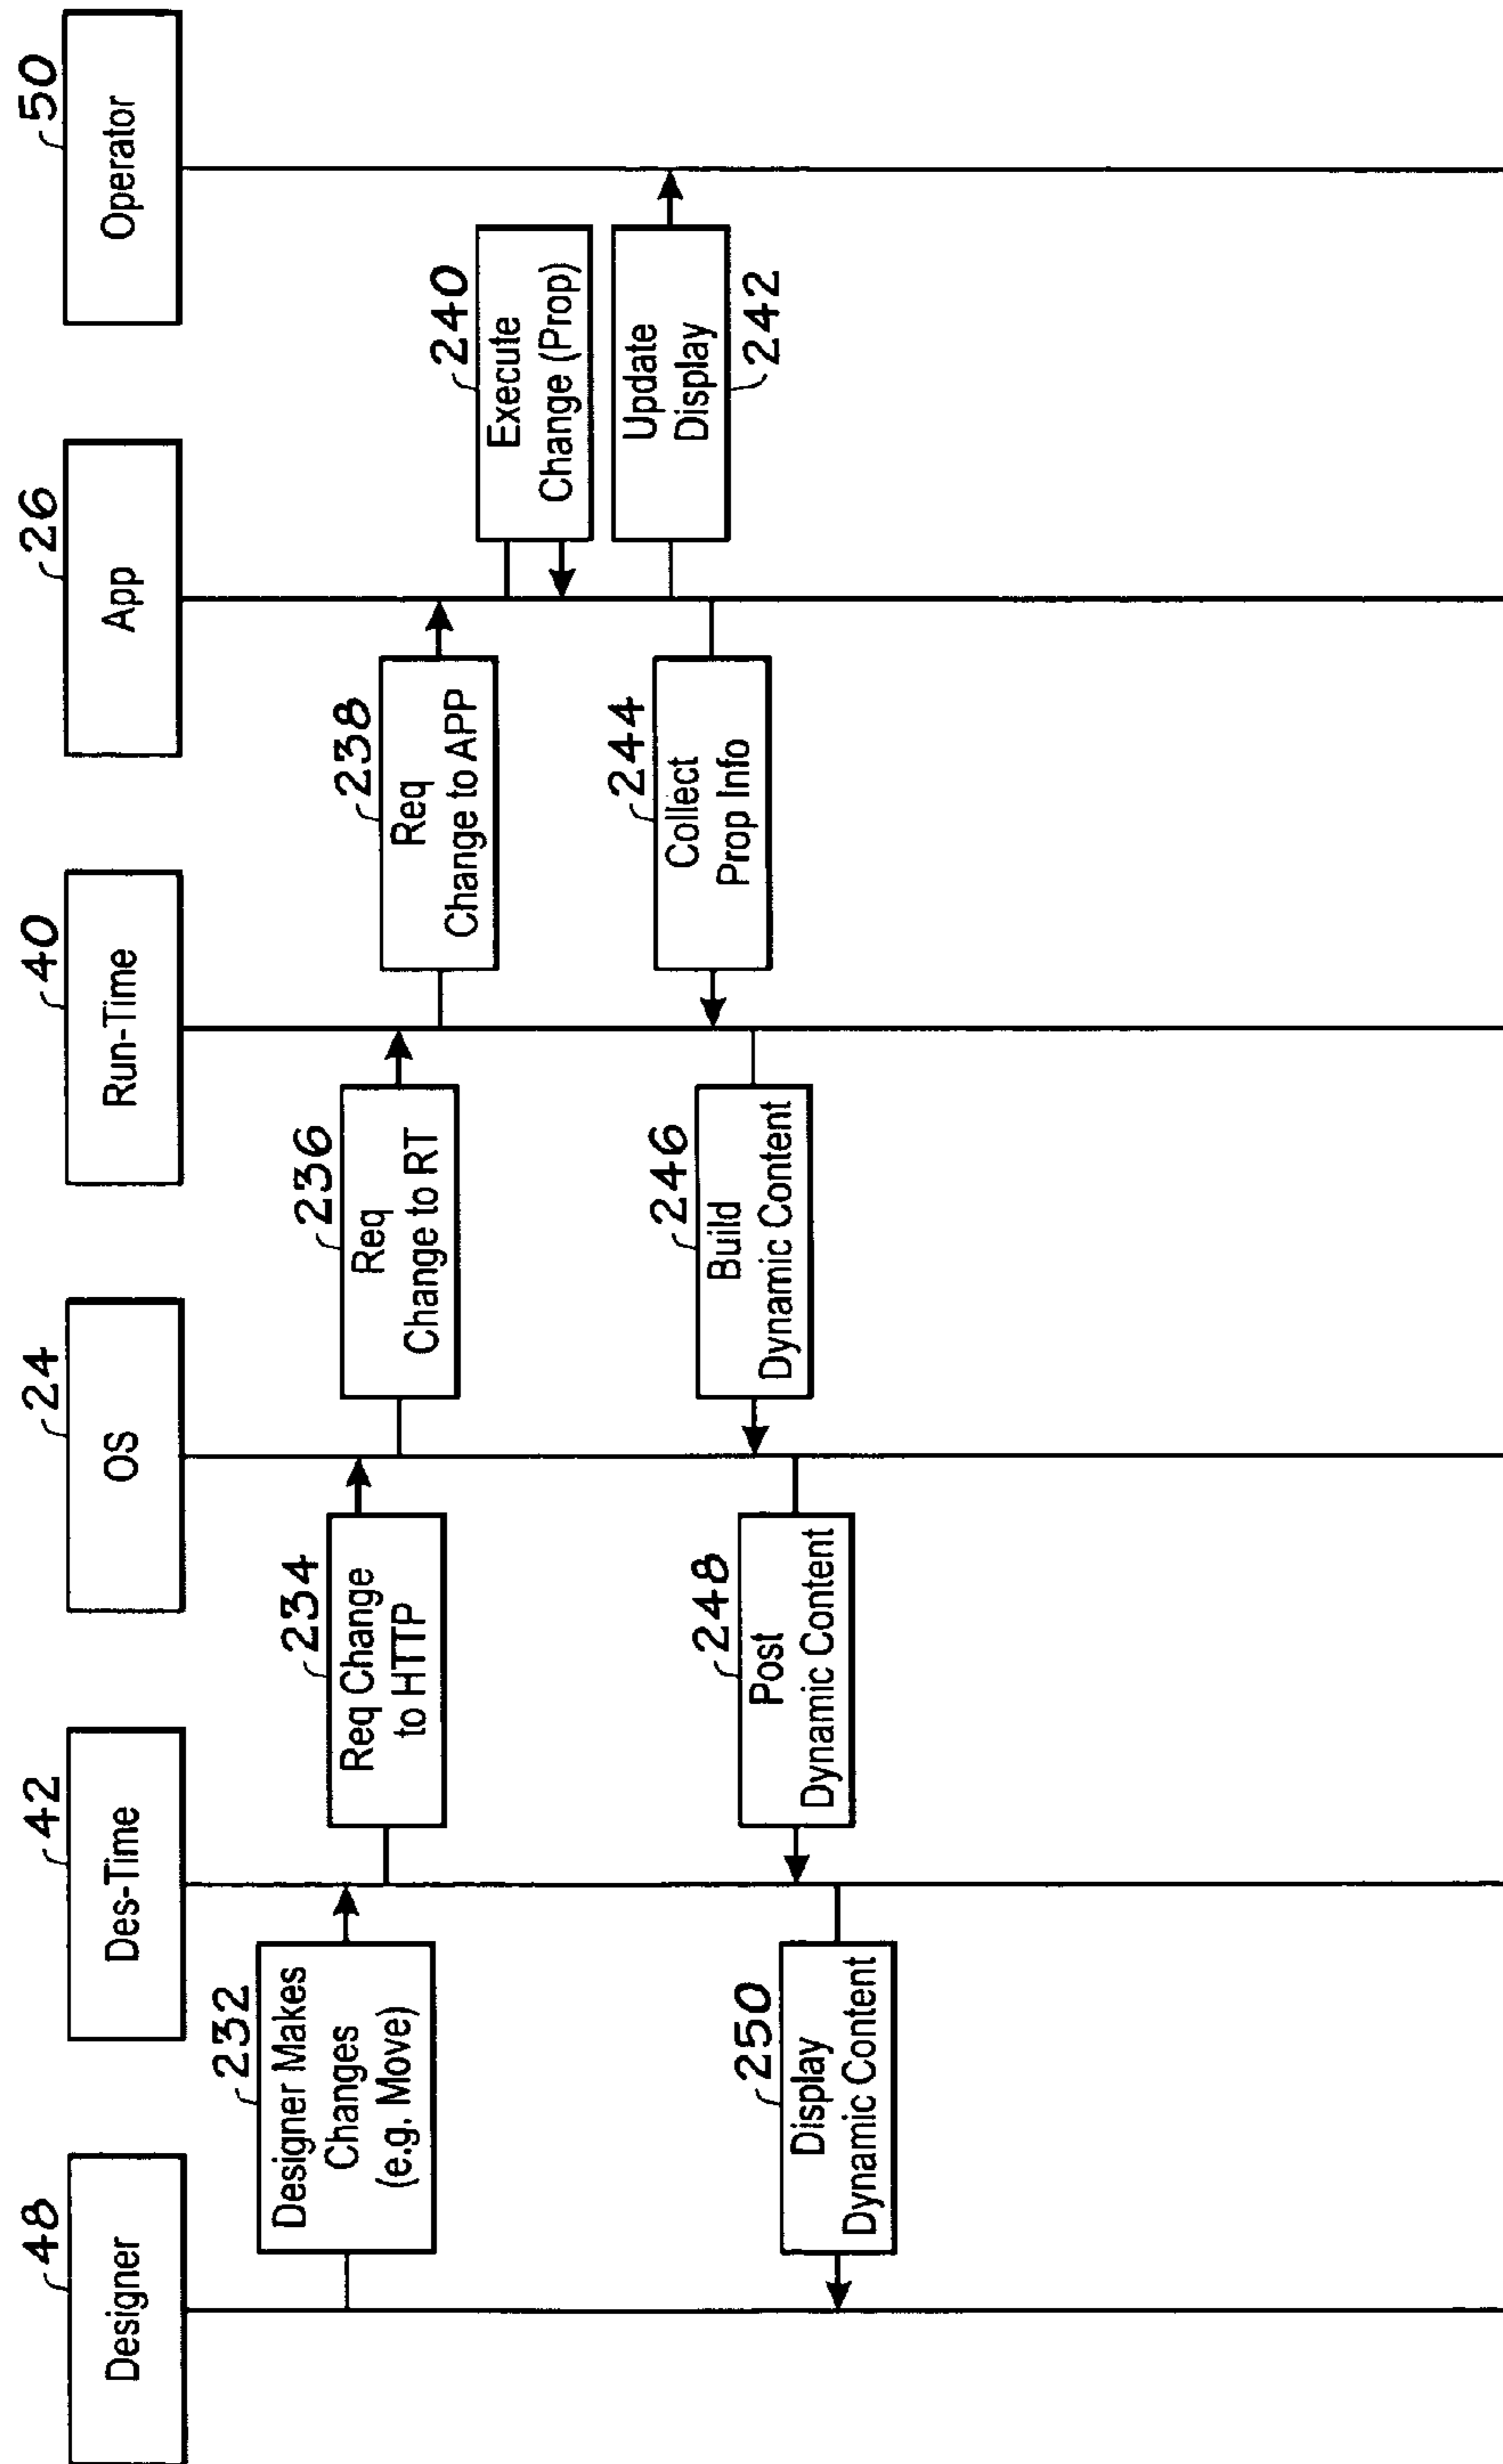 48
Designer
42
Des-Time
24
OS
40
Run-Time
26
App
50
Operator
232
Designer Makes
Changes
(e.g. Move)
234
Req Change
to HTTP
236
Req
Change to RT
238
Req
Change to APP
240
Execute
Change (Prop)
Update
Display
242
244
Collect
Prop Info
246
Build
Dynamic Content
248
Post
Dynamic Content
250
Display
Dynamic Content